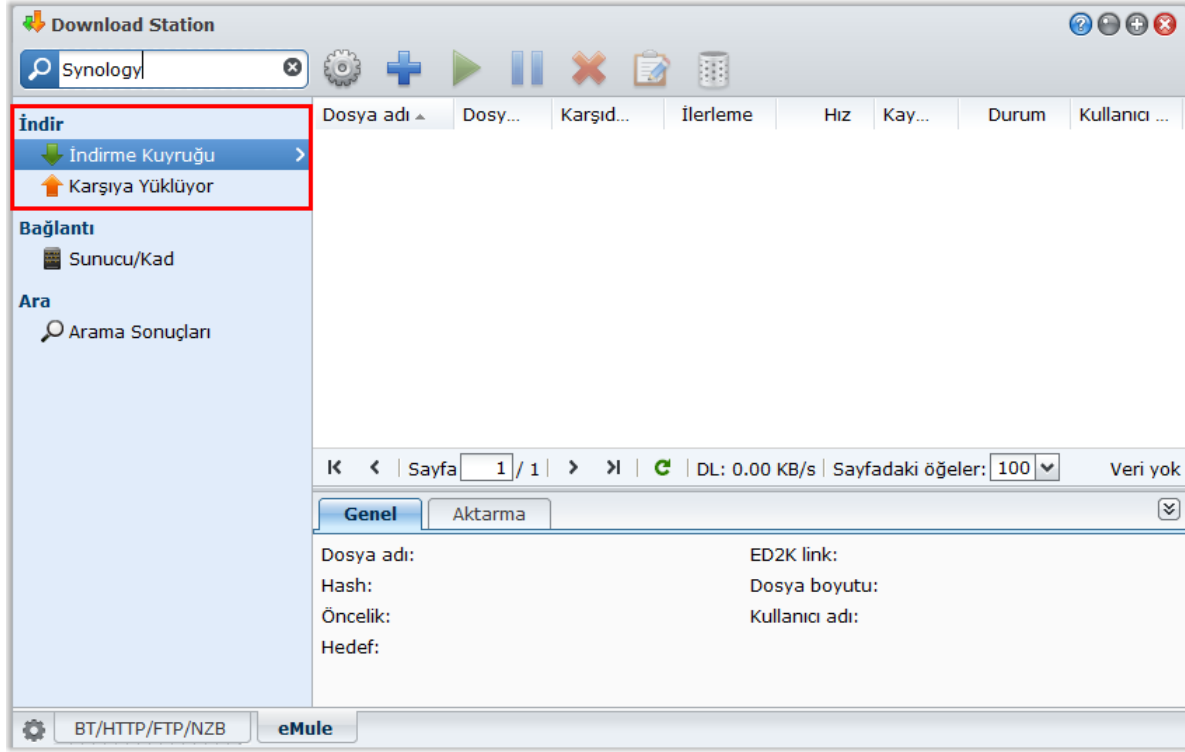 Download Station
Synology
İndir
İndirme Kuyruğu
Karşıya Yüklüyor
Bağlantı
Sunucu/Kad
Ara
Arama Sonuçları
Dosya adı Dosy... Karşıd... İlerleme Hız Kay... Durum Kullanıcı ...
Sayfa 1 / 1 DL: 0.00 KB/s Sayfadaki öğeler: 100 Veri yok
Genel Aktarma
Dosya adı: ED2K link:
Hash: Dosya boyutu:
Öncelik: Kullanıcı adı:
Hedef:
BT/HTTP/FTP/NZB eMule